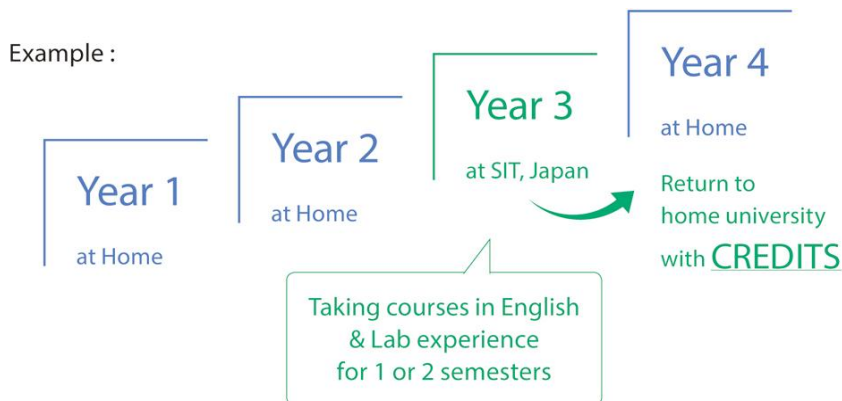 Example :
Year 1
at Home
Year 2
at Home
Year 3
at SIT, Japan
Taking courses in English
& Lab experience
for 1 or 2 semesters
Year 4
at Home
Return to
home university
with CREDITS